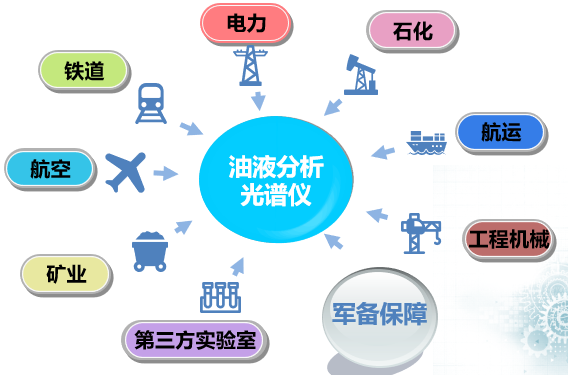 电力
石化
铁道
航运
油液分析
光谱仪
航空
工程机械
矿业
军备保障
第三方实验室